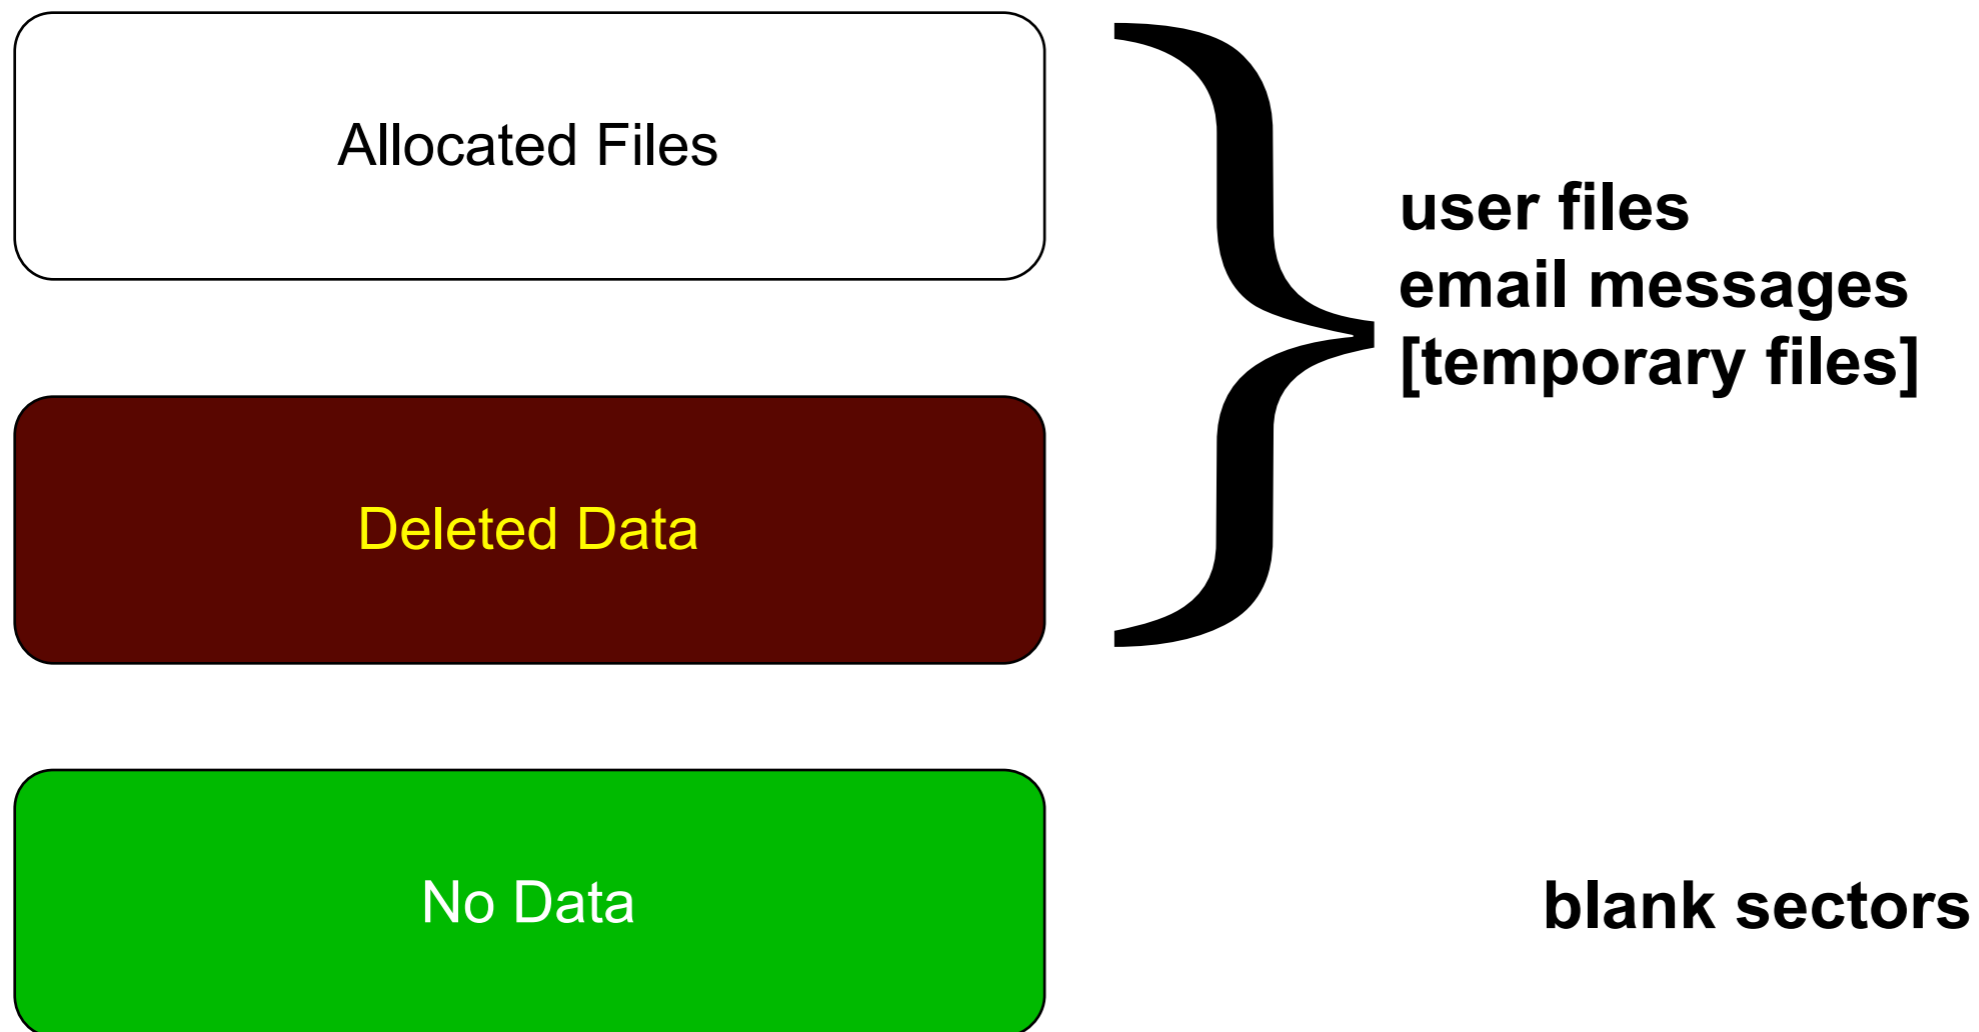 Allocated Files
user files
email messages
[temporary files]
Deleted Data
No Data
blank sectors